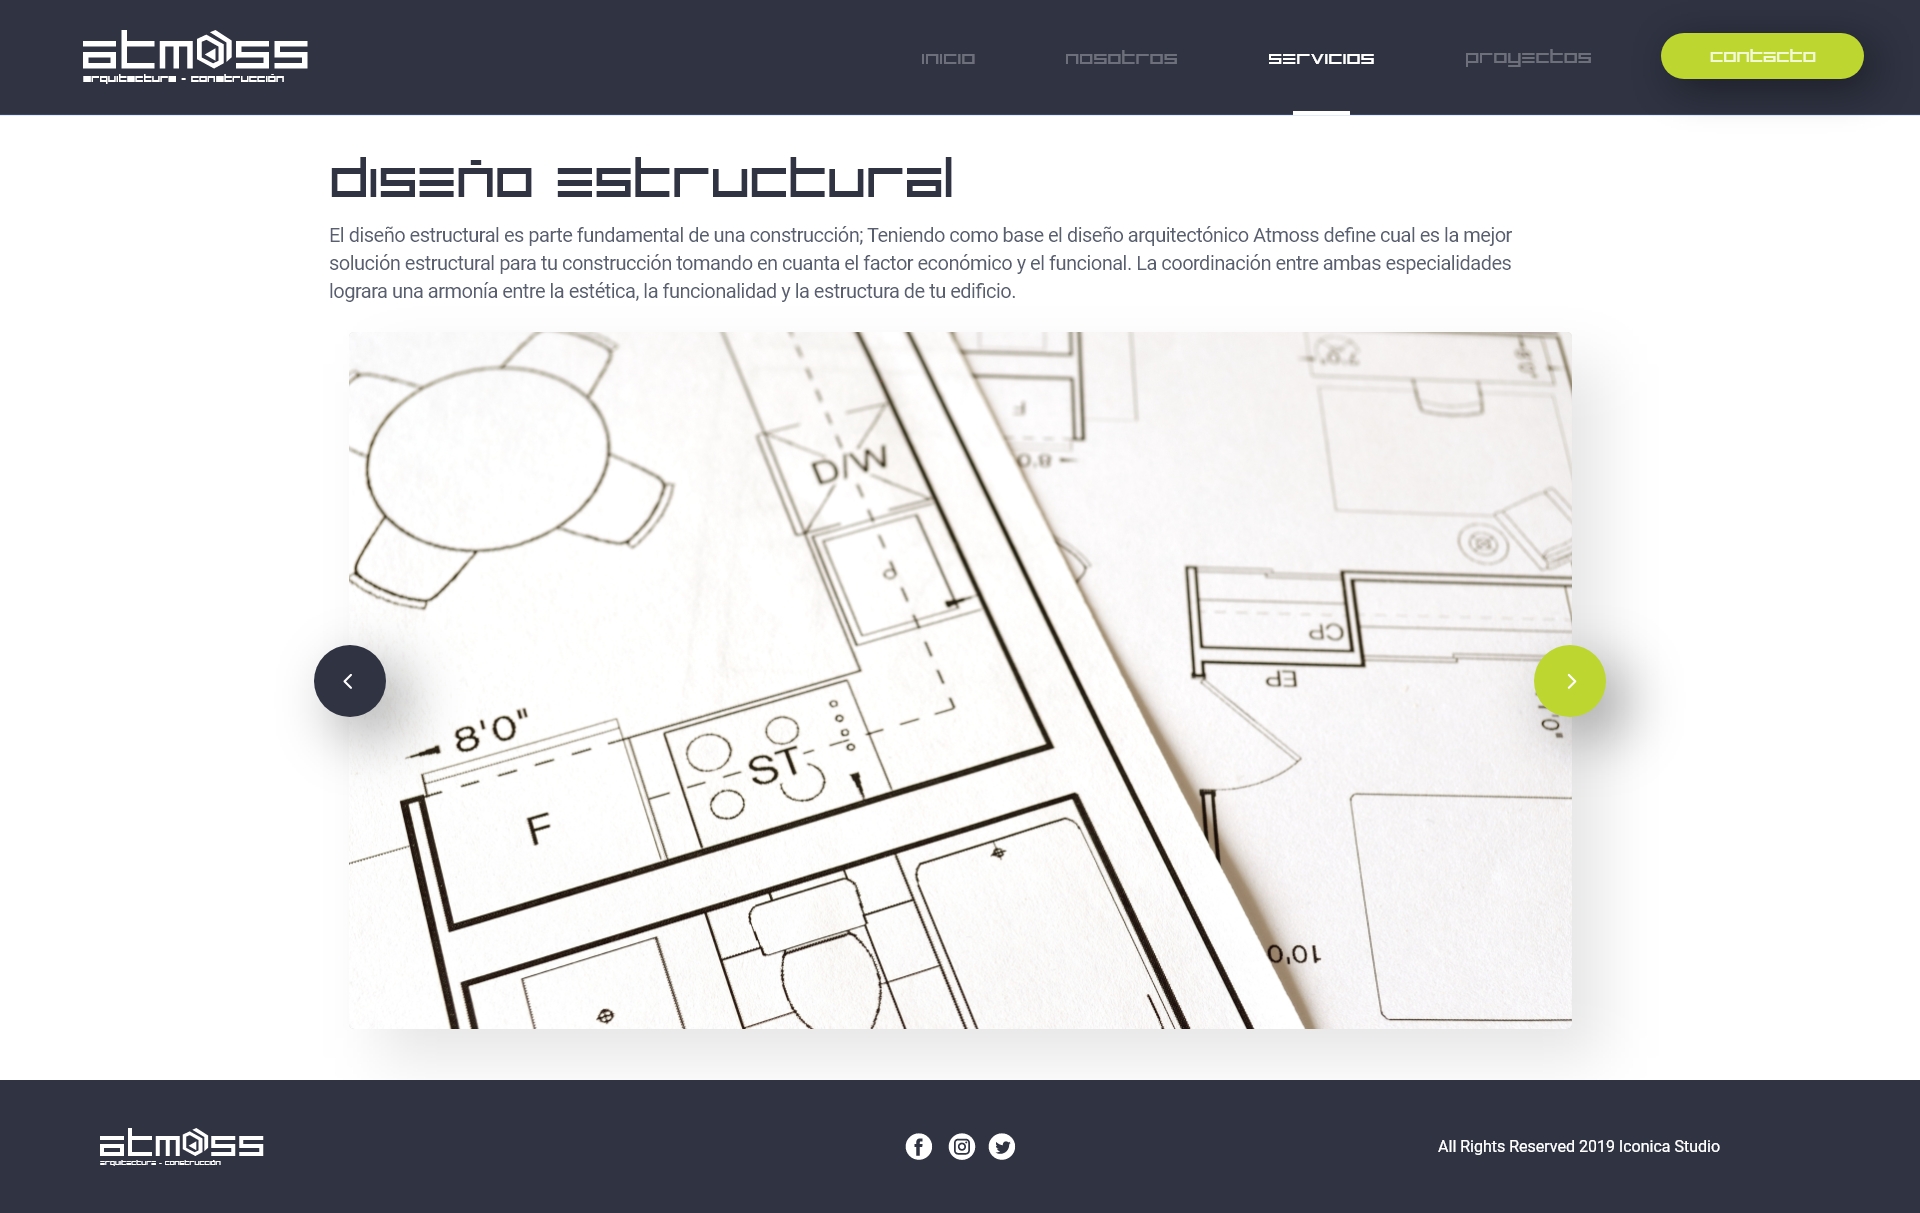 atmoss
arquitectura - construcción
inicio nosotros servicios proyectos contacto
diseño estructural
El diseño estructural es parte fundamental de una construcción; Teniendo como base el diseño arquitectónico Atmoss define cual es la mejor
solución estructural para tu construcción tomando en cuanta el factor económico y el funcional. La coordinación entre ambas especialidades
lograra una armonía entre la estética, la funcionalidad y la estructura de tu edificio.
F
D/W
8'0
P
CP
EP
8'0"
ST
F
10'0
atmoss
arquitectura - construcción
All Rights Reserved 2019 Iconica Studio